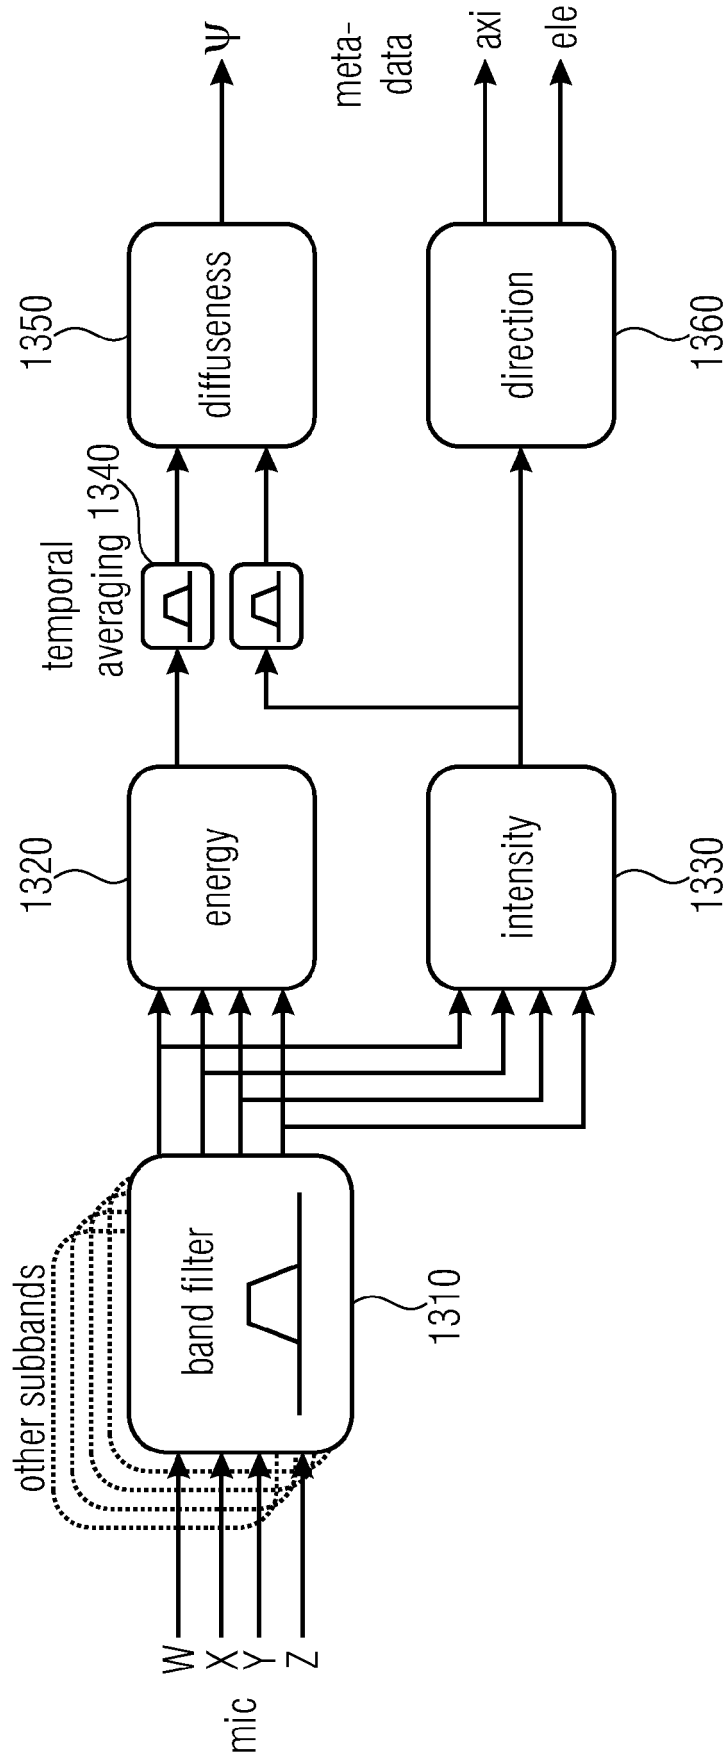 other subbands
mic
W
X
Y
Z
band filter
1310
1320
energy
intensity
1330
temporal
averaging 1340
1350
diffuseness
direction
1360
ψ
meta-
data
axi
ele